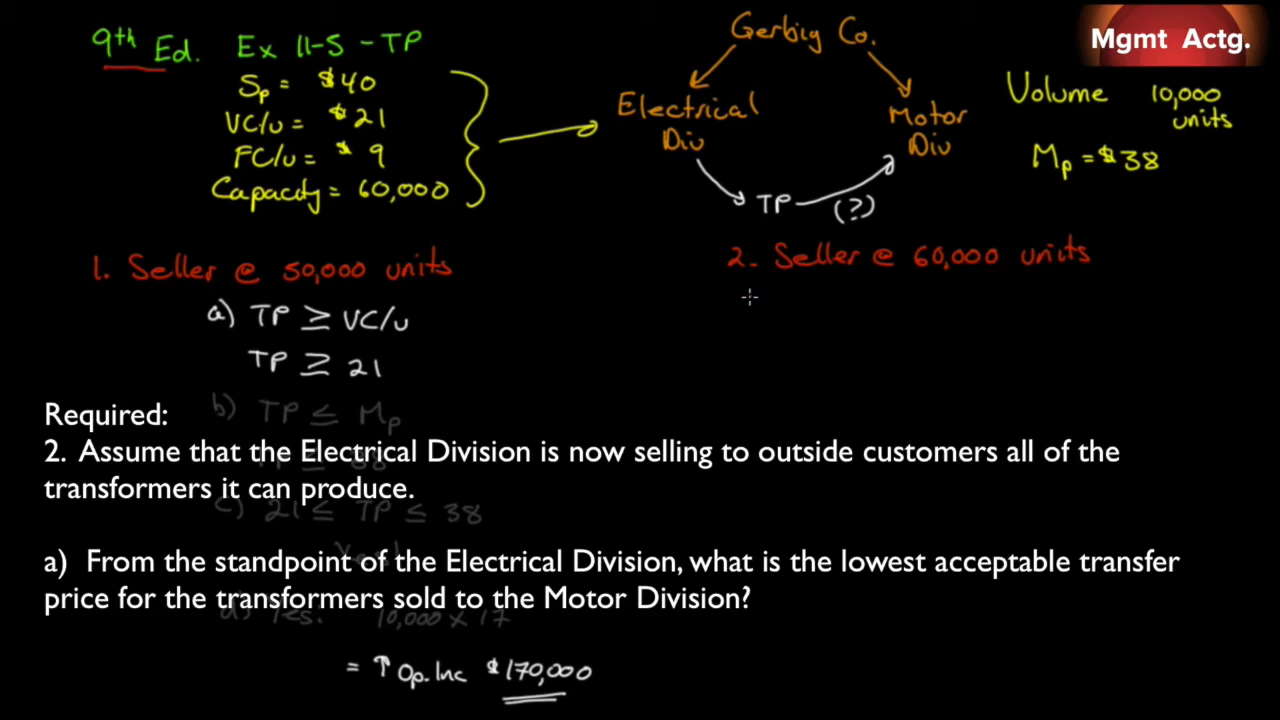 9th Ed. Ex 11-5 - TP
Sp = $40
VC/u = $21
FC/u = $9
Capacity = 60,000
Gerbig Co.
Electrical
Div
Motor
Div
TP
(?)
Mgmt Actg.
Volume 10,000
units
Mp = $38
1. Seller @ 50,000 units
a) TP ≥ VC/u
TP ≥ 21
b) TP ≤ Mp
TP ≤ 38
c) 21 ≤ TP ≤ 38
Yes!
d) Yes: 10,000 x 17
= ↑ Op. Inc $170,000
2. Seller @ 60,000 units
Required:
2. Assume that the Electrical Division is now selling to outside customers all of the
transformers it can produce.
a) From the standpoint of the Electrical Division, what is the lowest acceptable transfer
price for the transformers sold to the Motor Division?